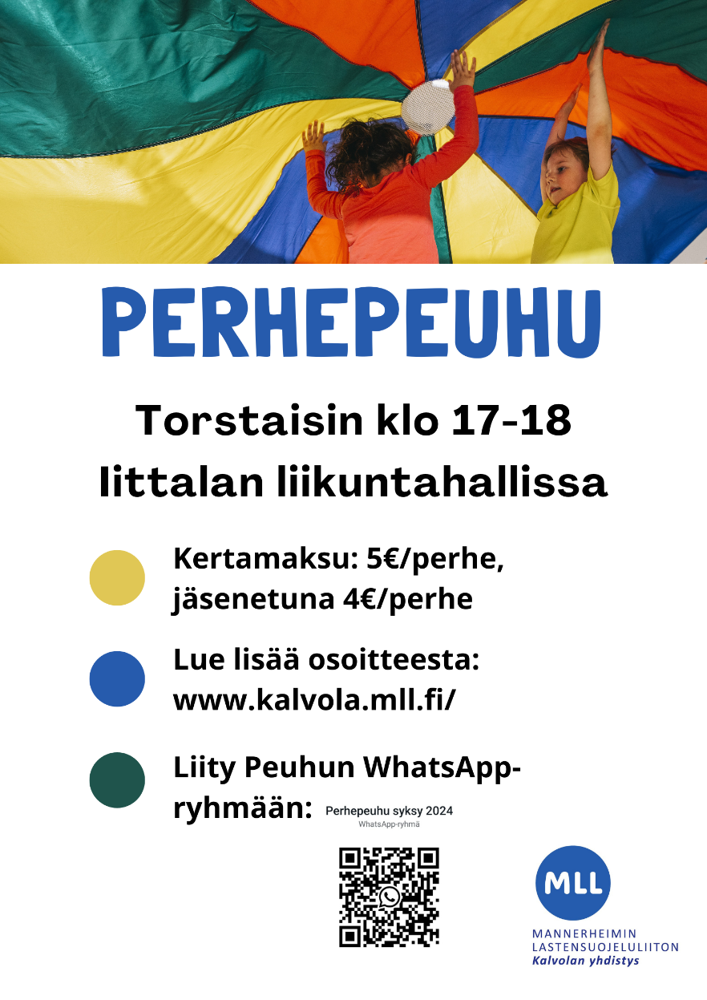 PERHEPEUHU
Torstaisin klo 17-18
Iittalan liikuntahallissa
Kertamaksu: 5€/perhe,
jäsenetuna 4€/perhe
Lue lisää osoitteesta:
www.kalvola.mll.fi/
Liity Peuhun WhatsApp-
ryhmään:
Perhepeuhu syksy 2024
WhatsApp-ryhmä
MLL
MANNERHEIMIN
LASTENSUOJELULIITON
Kalvolan yhdistys